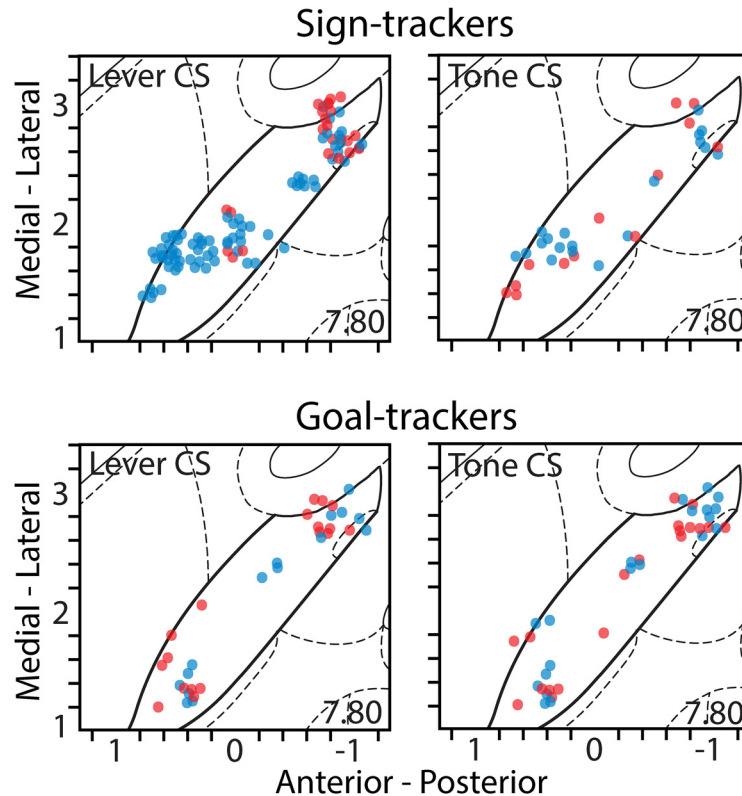 Sign-trackers
Lever CS
Tone CS
Medial - Lateral
3
2
1
7.80
7.80
Goal-trackers
Lever CS
Tone CS
Medial - Lateral
3
2
1
7.80
7.80
1 0 -1
1 0 -1
Anterior - Posterior